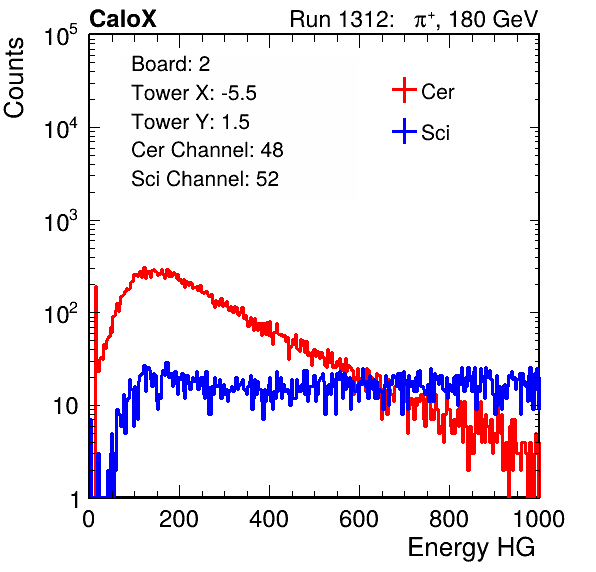 CaloX Run 1312: π⁺, 180 GeV
Counts
10⁵
10⁴
10³
10²
10
1
Board: 2
Tower X: -5.5
Tower Y: 1.5
Cer Channel: 48
Sci Channel: 52
Cer
Sci
0 200 400 600 800 1000
Energy HG